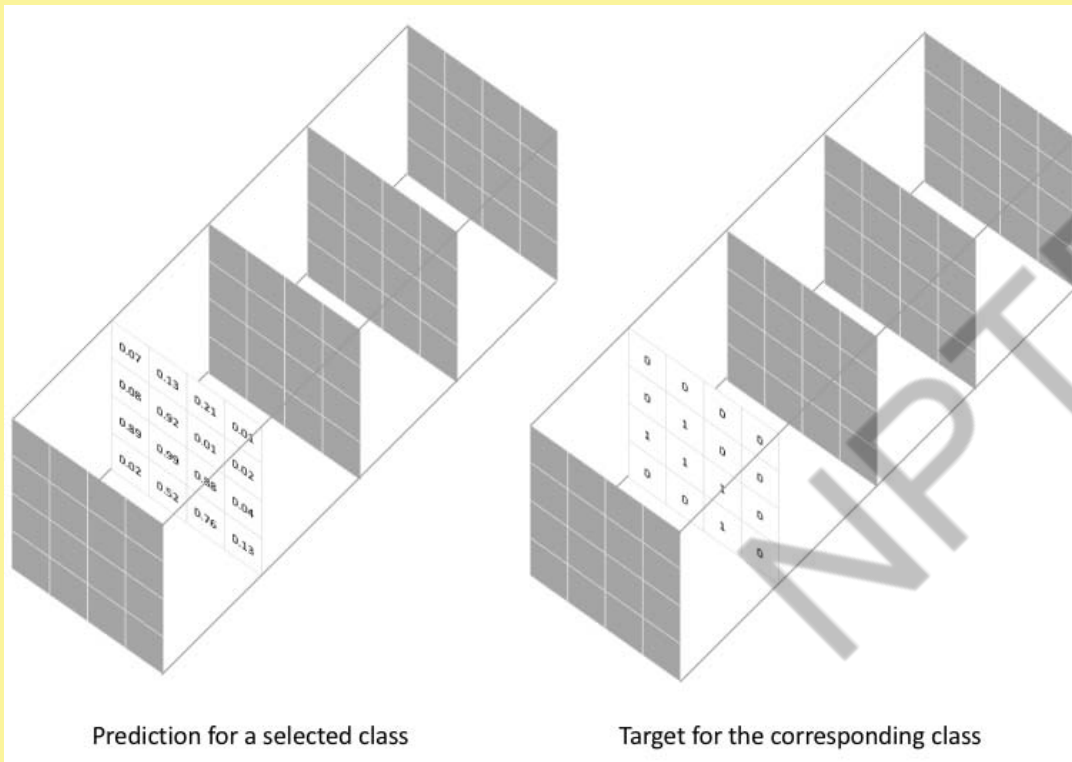 0.07 0.13 0.21 0.01
0.08 0.92 0.01 0.02
0.89 0.99 0.88 0.04
0.02 0.52 0.76 0.13
0 0 0 0
0 1 0 0
1 1 1 0
0 0 1 0
NPT
Prediction for a selected class
Target for the corresponding class